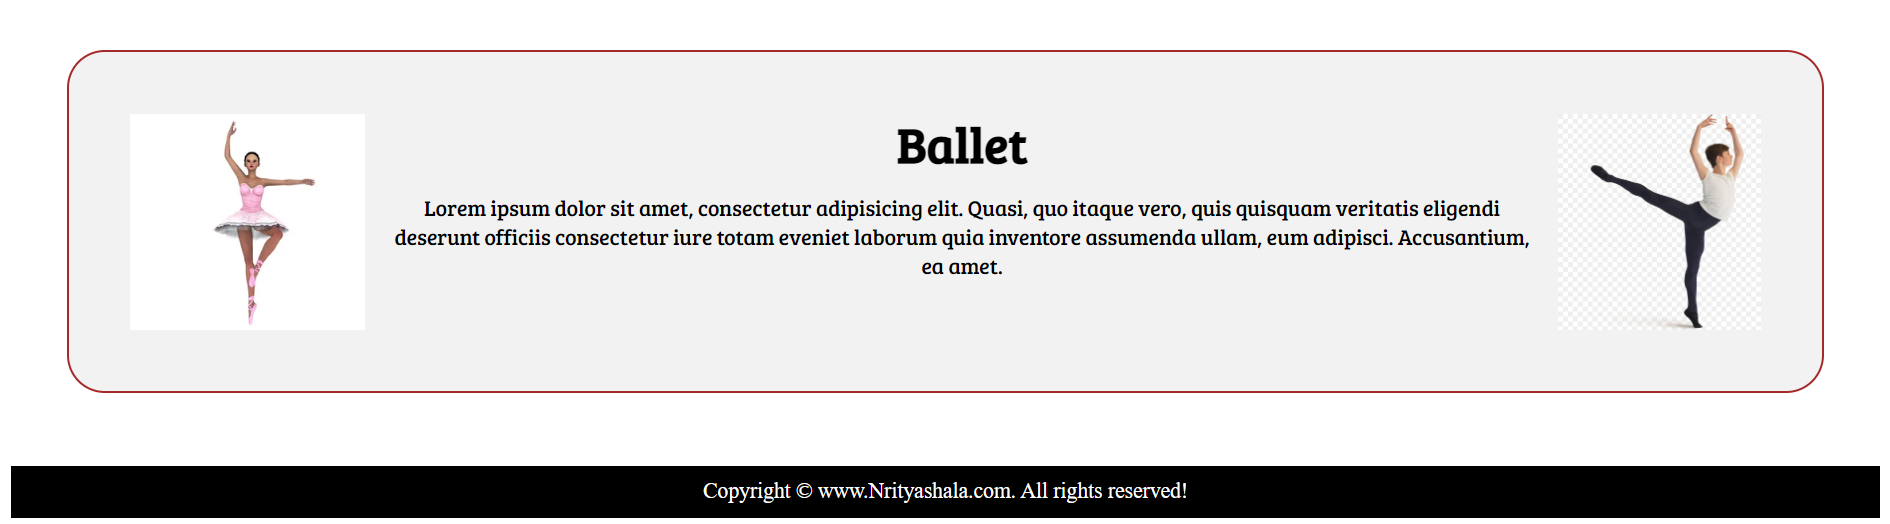 Ballet
Lorem ipsum dolor sit amet, consectetur adipisicing elit. Quasi, quo itaque vero, quis quisquam veritatis eligendi
deserunt officiis consectetur iure totam eveniet laborum quia inventore assumenda ullam, eum adipisci. Accusantium,
ea amet.
Copyright © www.Nrityashala.com. All rights reserved!